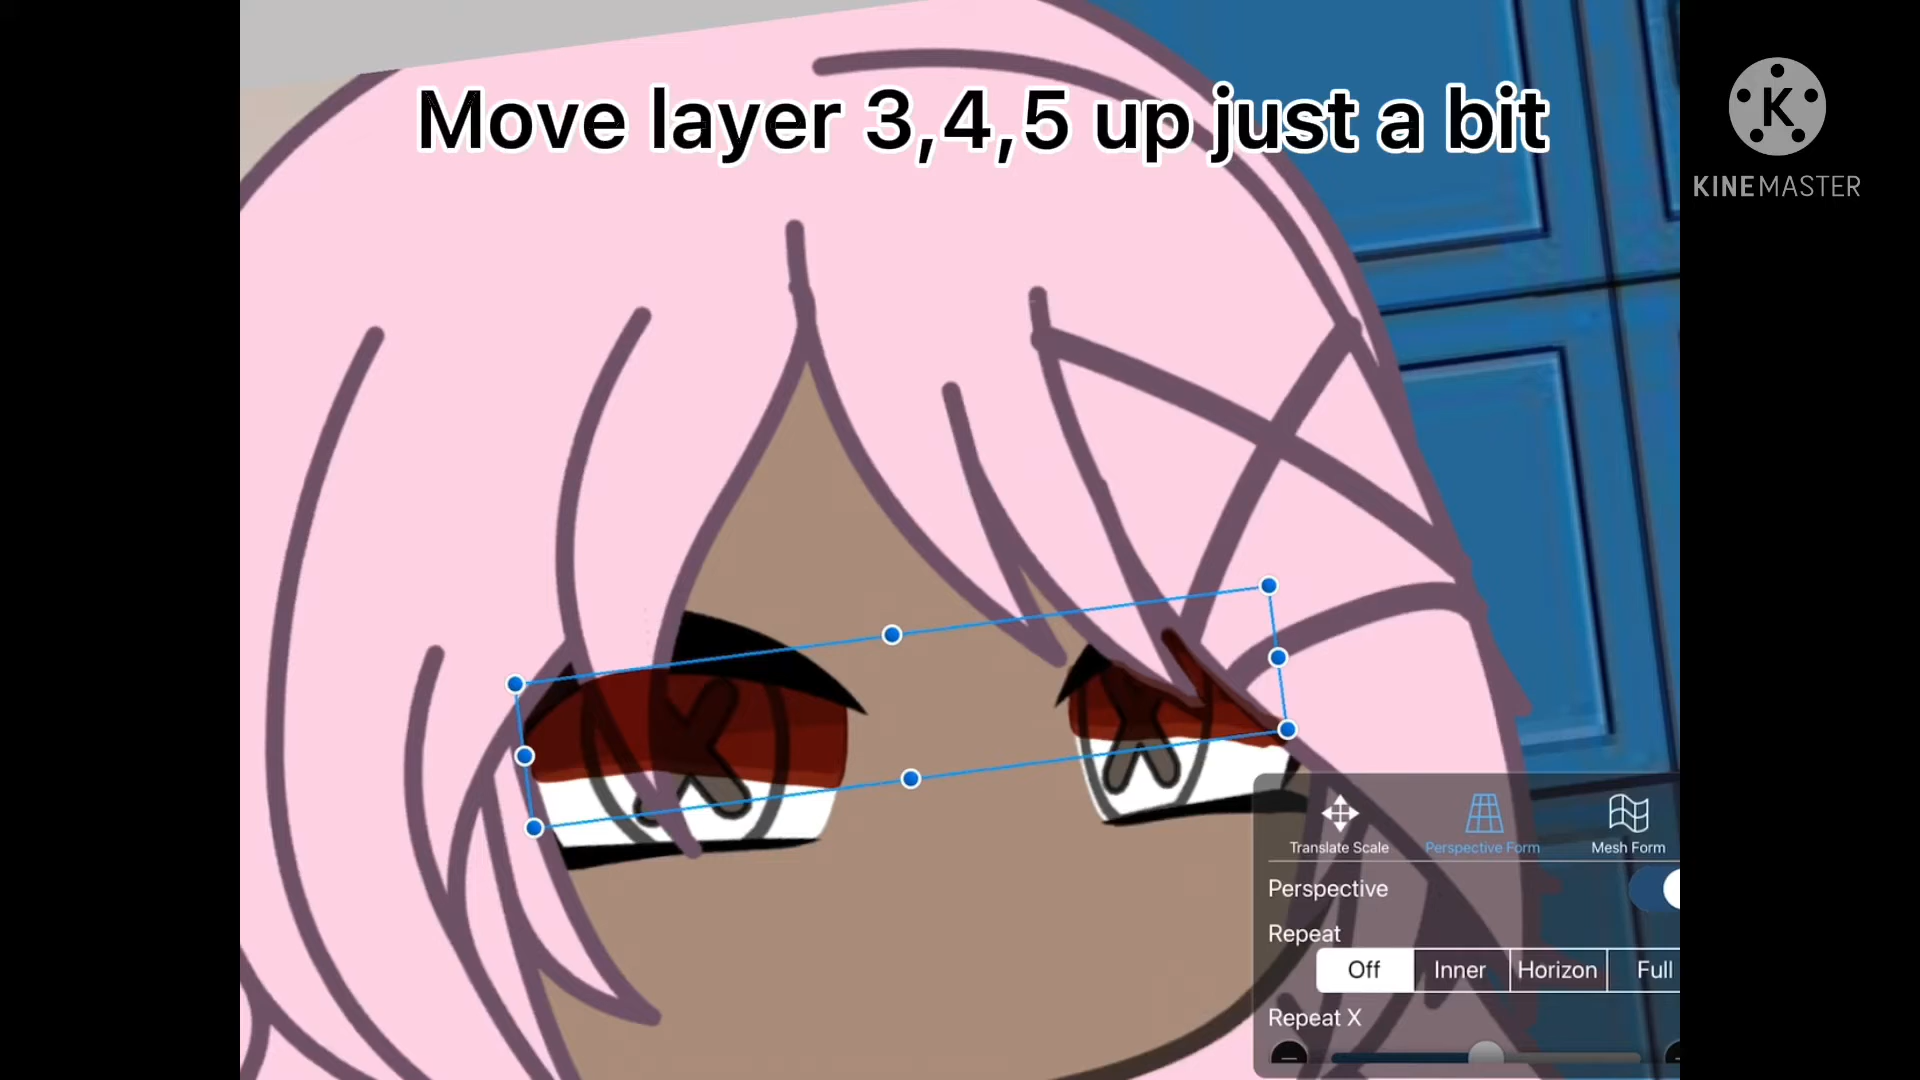 Move layer 3,4,5 up just a bit
K
KINEMASTER
Translate Scale
Perspective Form
Mesh Form
Perspective
Repeat
Off
Inner
Horizon
Full
Repeat X